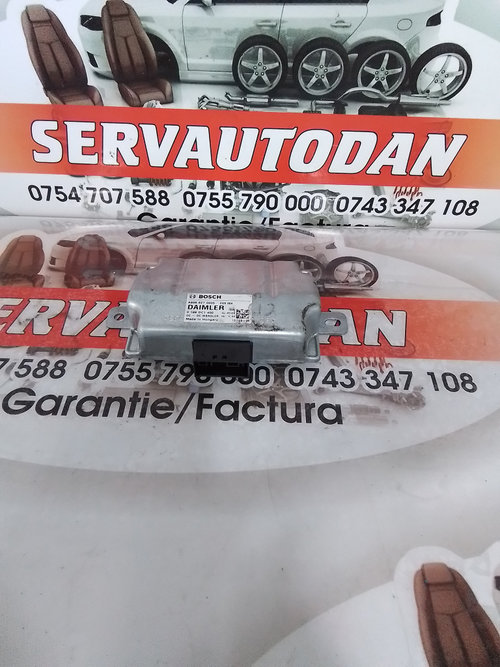 SERVAUTODAN
0754 707 588 0755 790 000 0743 347 108
Garantie/Factura
BOSCH
DAIMLER
Made in Hungary
SERVAUTODAN
7 588 0755 790 000 0743 347 108
Garantie/Factura